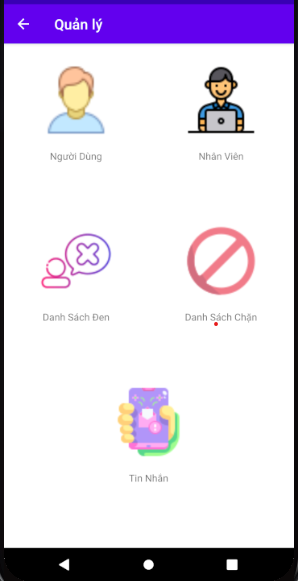 Quản lý
Người Dùng
Nhân Viên
Danh Sách Đen
Danh Sách Chặn
Tin Nhắn